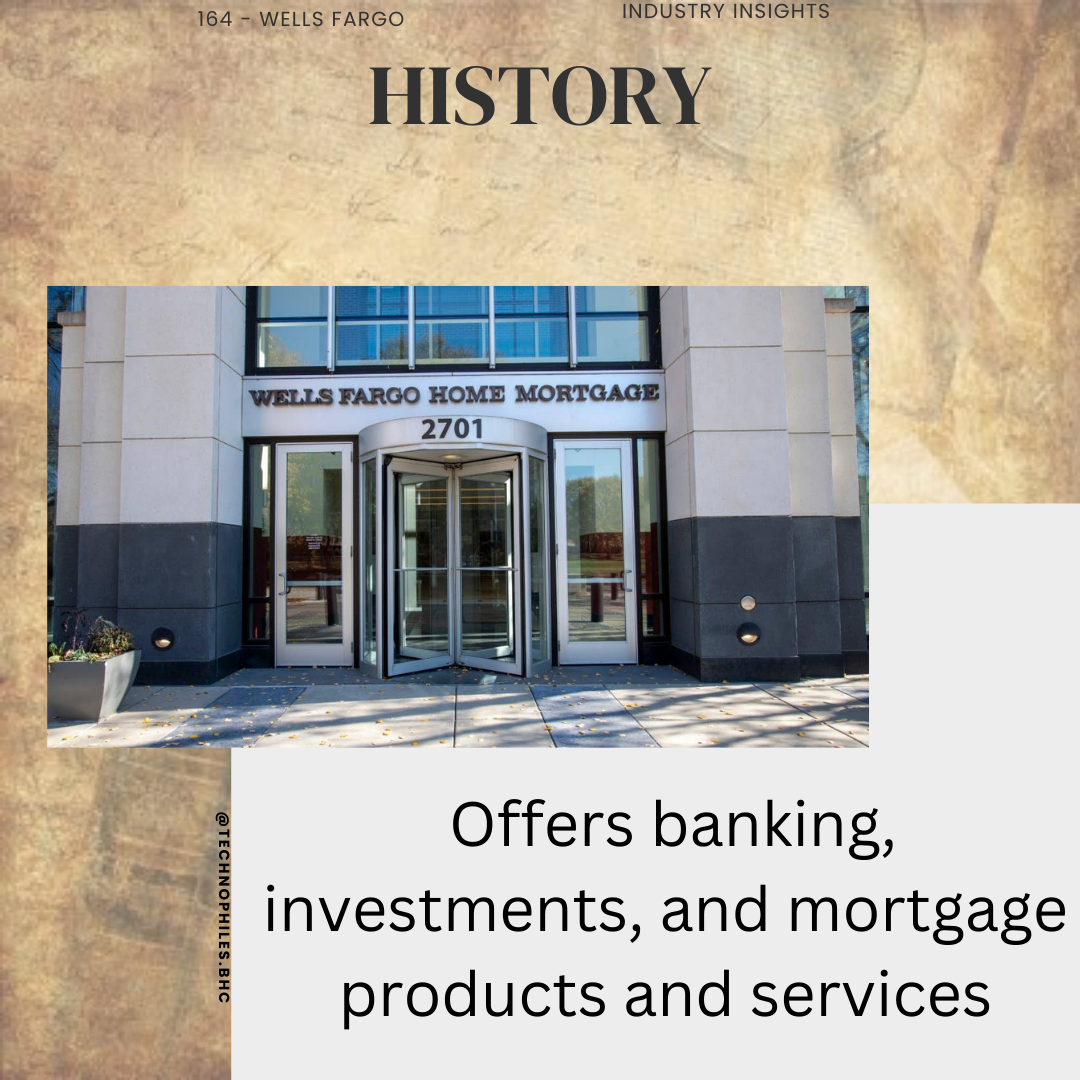 164 - WELLS FARGO
INDUSTRY INSIGHTS
HISTORY
WELLS FARGO HOME MORTGAGE
2701
@TECHNOPHILES.BHC
Offers banking,
investments, and mortgage
products and services